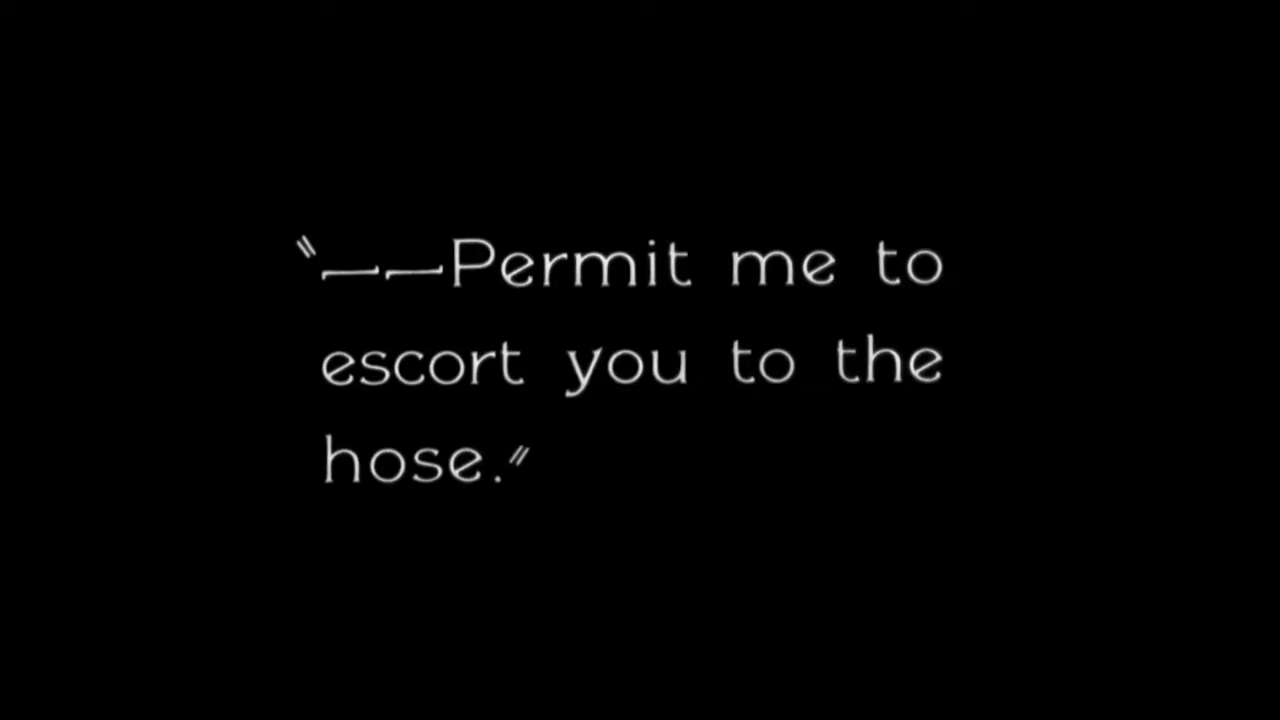 "——Permit me to
escort you to the
hose."